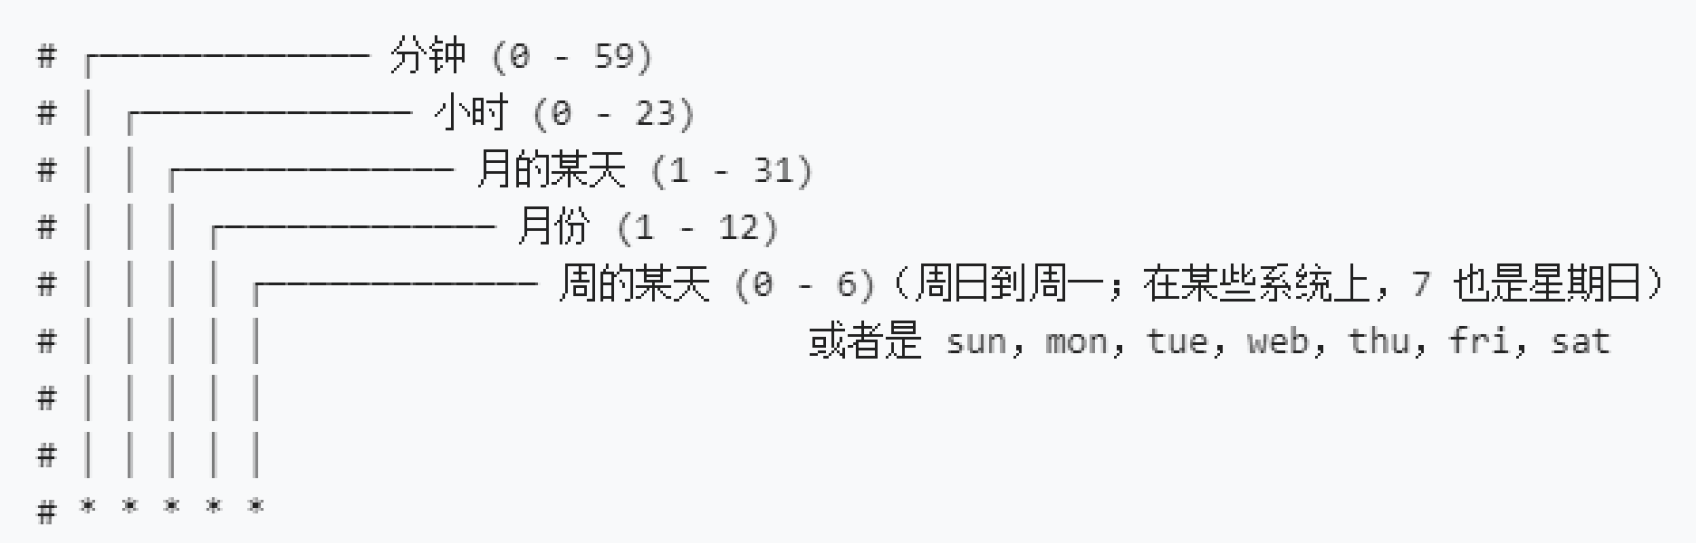 # ┌───────────── 分钟 (0 - 59)
# │ ┌───────────── 小时 (0 - 23)
# │ │ ┌───────────── 月的某天 (1 - 31)
# │ │ │ ┌───────────── 月份 (1 - 12)
# │ │ │ │ ┌───────────── 周的某天 (0 - 6)（周日到周一；在某些系统上，7 也是星期日）
# │ │ │ │ │                          或者是 sun，mon，tue，web，thu，fri，sat
# │ │ │ │ │
# │ │ │ │ │
# * * * * *